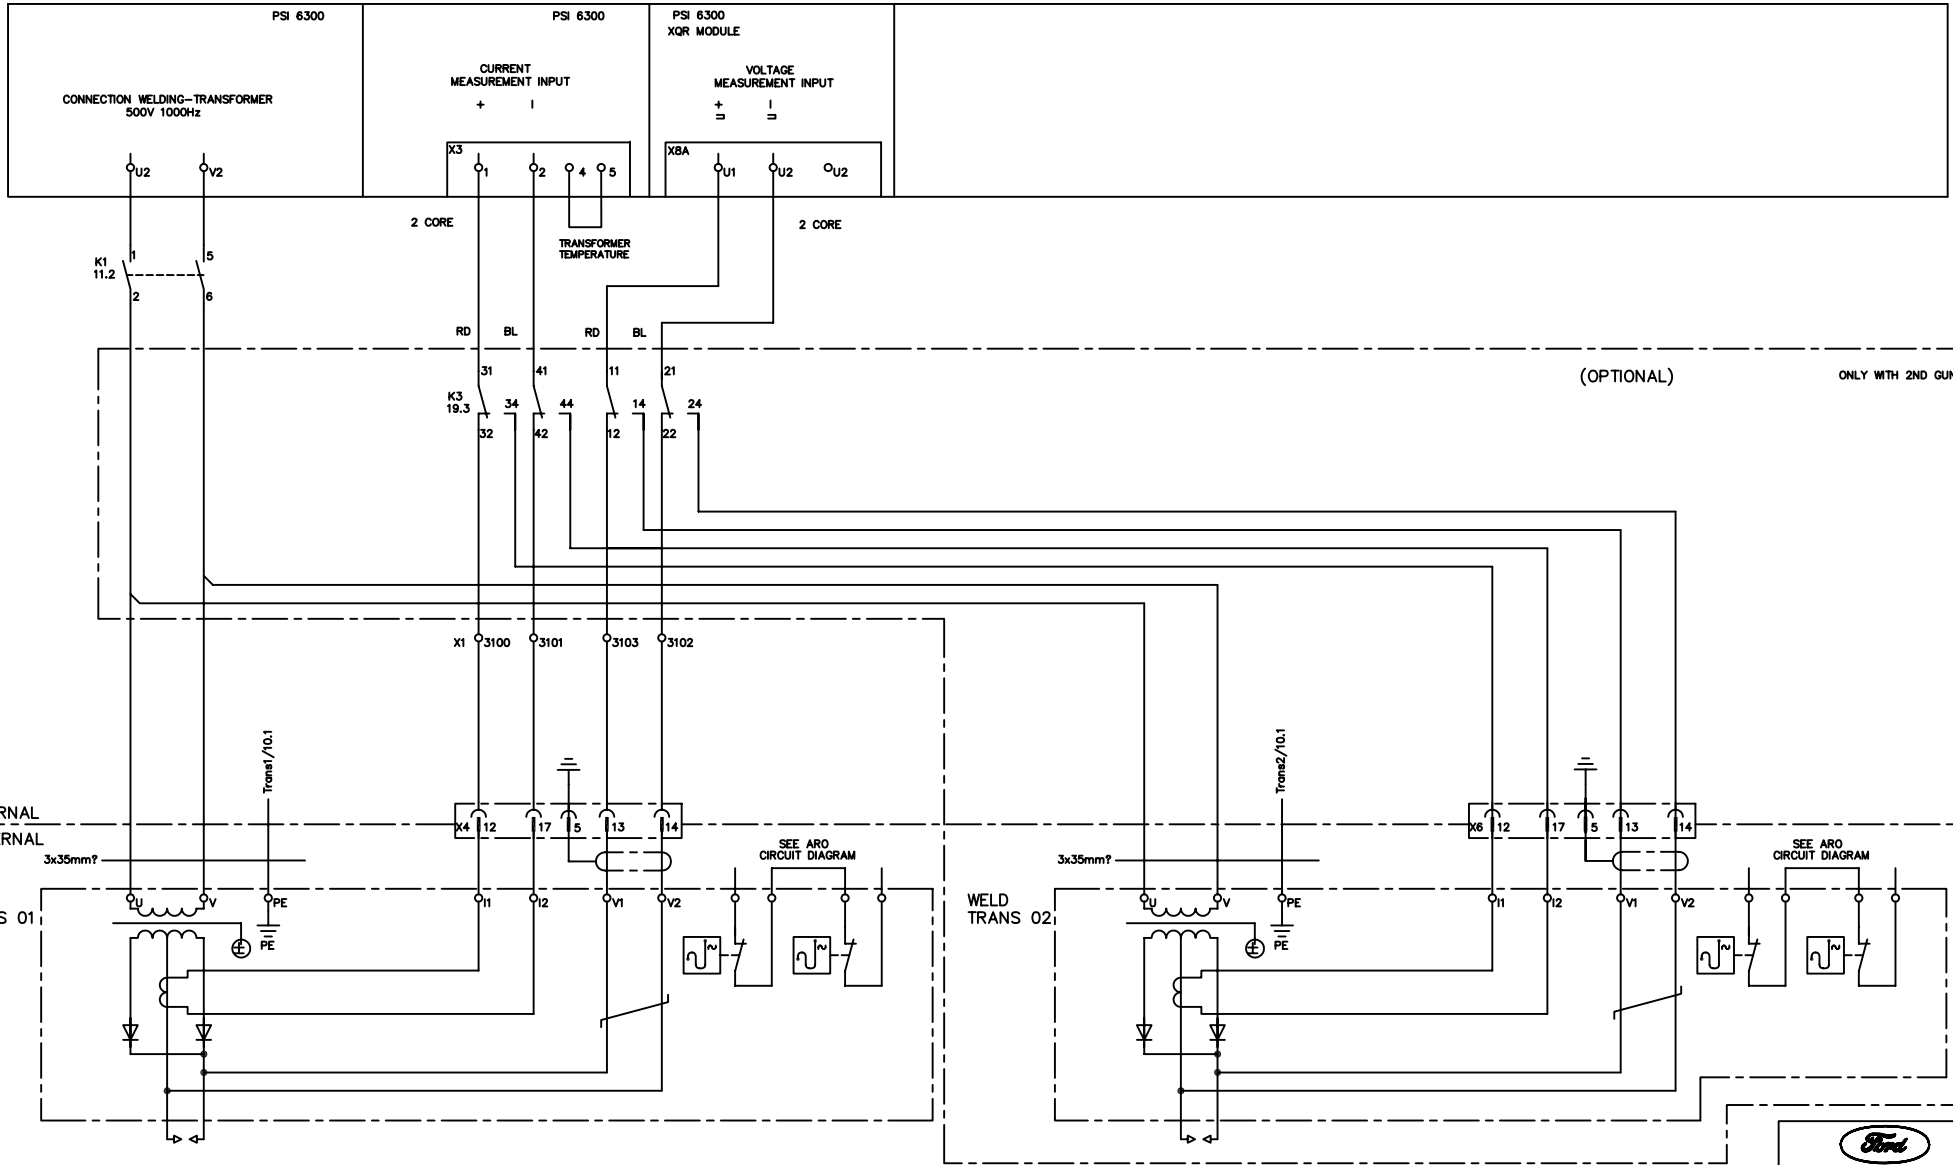 PSI 6300
PSI 6300
PSI 6300
XQR MODULE
CONNECTION WELDING-TRANSFORMER
500V 1000Hz
CURRENT
MEASUREMENT INPUT
+ -
VOLTAGE
MEASUREMENT INPUT
+ -
U2 V2
X3
1 2 4 5
X8A
U1 U2 U2
2 CORE
TRANSFORMER
TEMPERATURE
2 CORE
K1
11.2
1 5
2 6
RD BL RD BL
(OPTIONAL)
ONLY WITH 2ND GUN
31 41 11 21
K3
19.3
34 44 14 24
32 42 12 22
X1 3100 3101 3103 3102
Trans1/10.1
Trans2/10.1
RNAL
ERNAL
X4 12 17 5 13 14
X6 12 17 5 13 14
3x35mm?
SEE ARO
CIRCUIT DIAGRAM
3x35mm?
SEE ARO
CIRCUIT DIAGRAM
S 01
U V PE I1 I2 V1 V2
PE
WELD
TRANS 02
U V PE I1 I2 V1 V2
PE
Ford